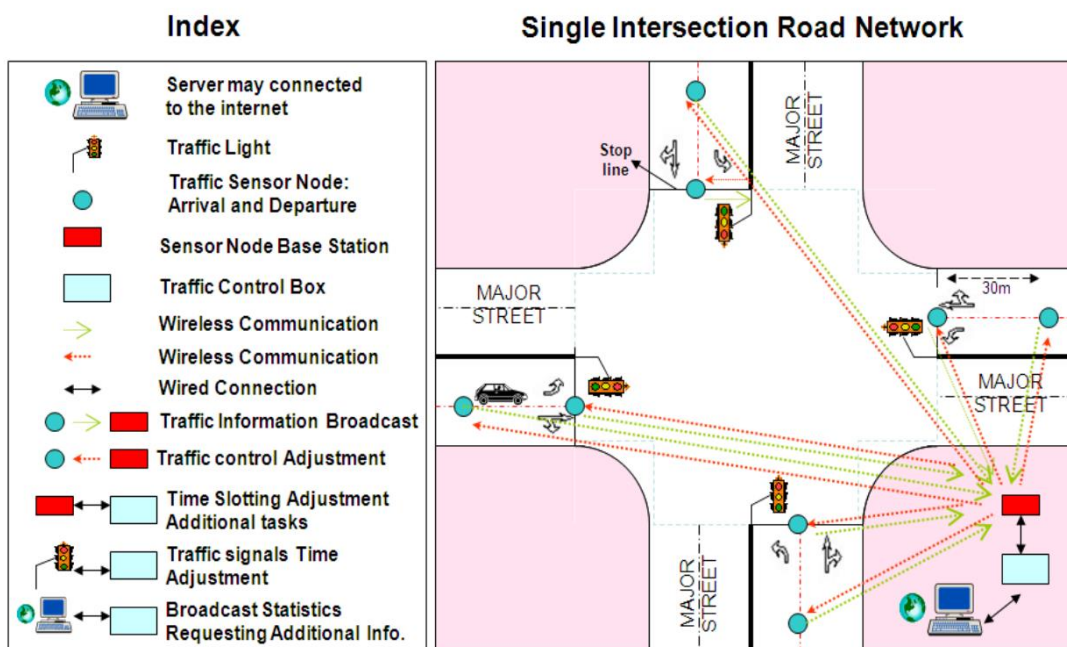 Index
Server may connected
to the internet
Traffic Light
Traffic Sensor Node:
Arrival and Departure
Sensor Node Base Station
Traffic Control Box
Wireless Communication
Wireless Communication
Wired Connection
Traffic Information Broadcast
Traffic control Adjustment
Time Slotting Adjustment
Additional tasks
Traffic signals Time
Adjustment
Broadcast Statistics
Requesting Additional Info.
Single Intersection Road Network
MAJOR
STREET
Stop
line
30m
MAJOR
STREET
MAJOR
STREET
MAJOR
STREET